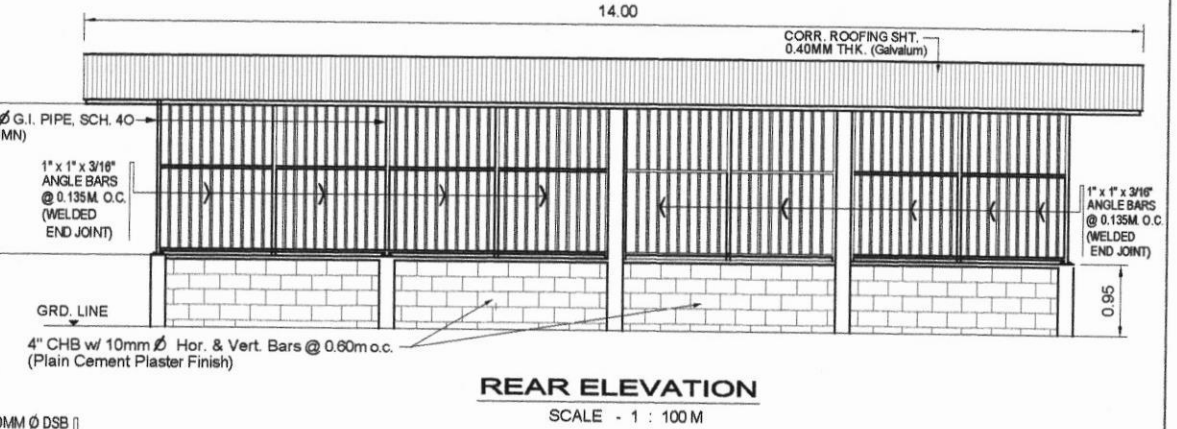 14.00
CORR. ROOFING SHT.
0.40MM THK. (Galvalum)
Ø G.I. PIPE, SCH. 40
MN)
1" x 1" x 3/16"
ANGLE BARS
@ 0.135M. O.C.
(WELDED
END JOINT)
1" x 1" x 3/16"
ANGLE BARS
@ 0.135M. O.C.
(WELDED
END JOINT)
0.95
GRD. LINE
4" CHB w/ 10mm Ø Hor. & Vert. Bars @ 0.60m o.c.
(Plain Cement Plaster Finish)
REAR ELEVATION
SCALE - 1 : 100 M
0MM Ø DSB